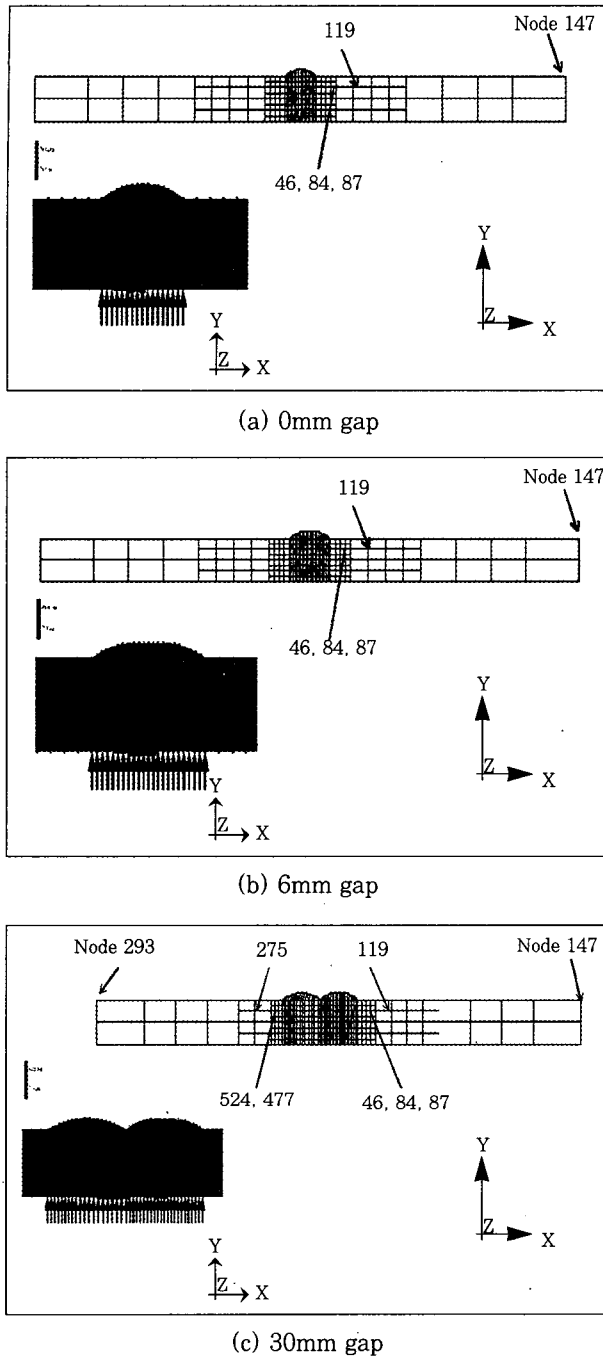 119
Node 147
46, 84, 87
Y
Z
X
Y
Z
X
(a) 0mm gap
119
Node 147
46, 84, 87
Y
Z
X
Y
Z
X
(b) 6mm gap
Node 293
275
119
Node 147
524, 477
46, 84, 87
Y
Z
X
Y
Z
X
(c) 30mm gap